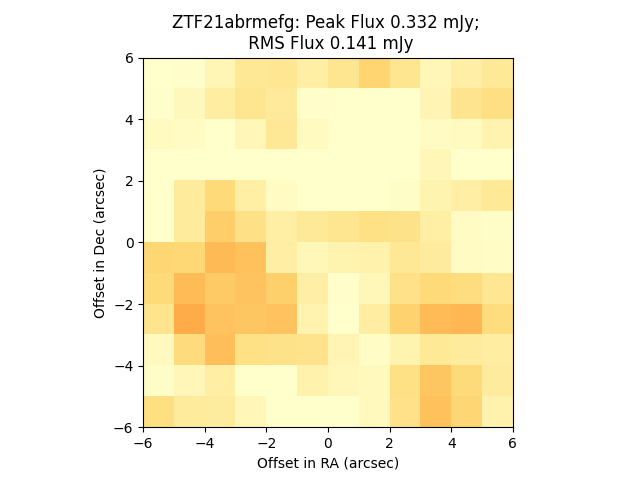 ZTF21abrmefg: Peak Flux 0.332 mJy;
RMS Flux 0.141 mJy
6
4
2
0
−2
−4
−6
Offset in Dec (arcsec)
−6 −4 −2 0 2 4 6
Offset in RA (arcsec)